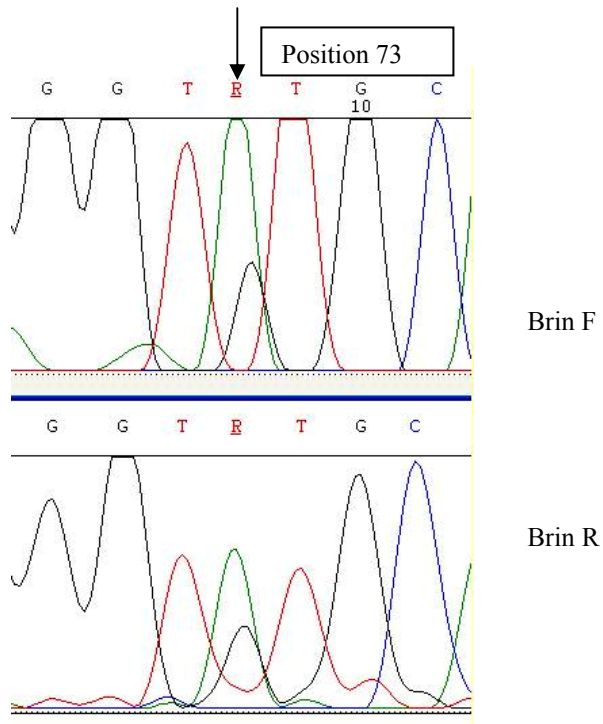 Position 73
G G T R T G C
10
Brin F
G G T R T G C
Brin R